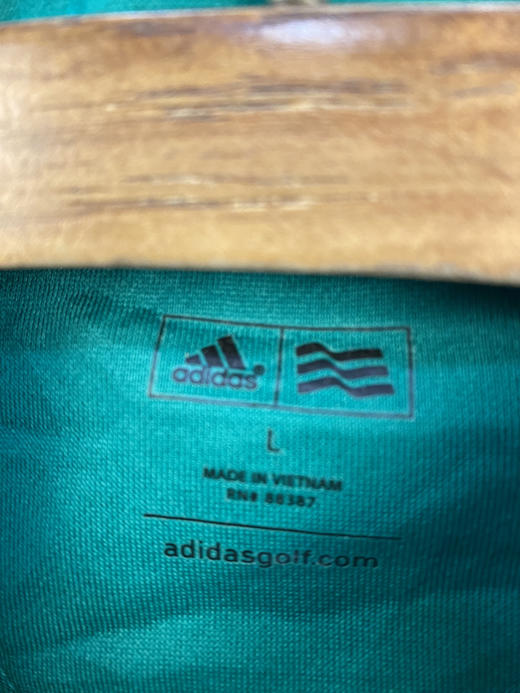 adidas®
L
MADE IN VIETNAM
RN# 88387
adidasgolf.com